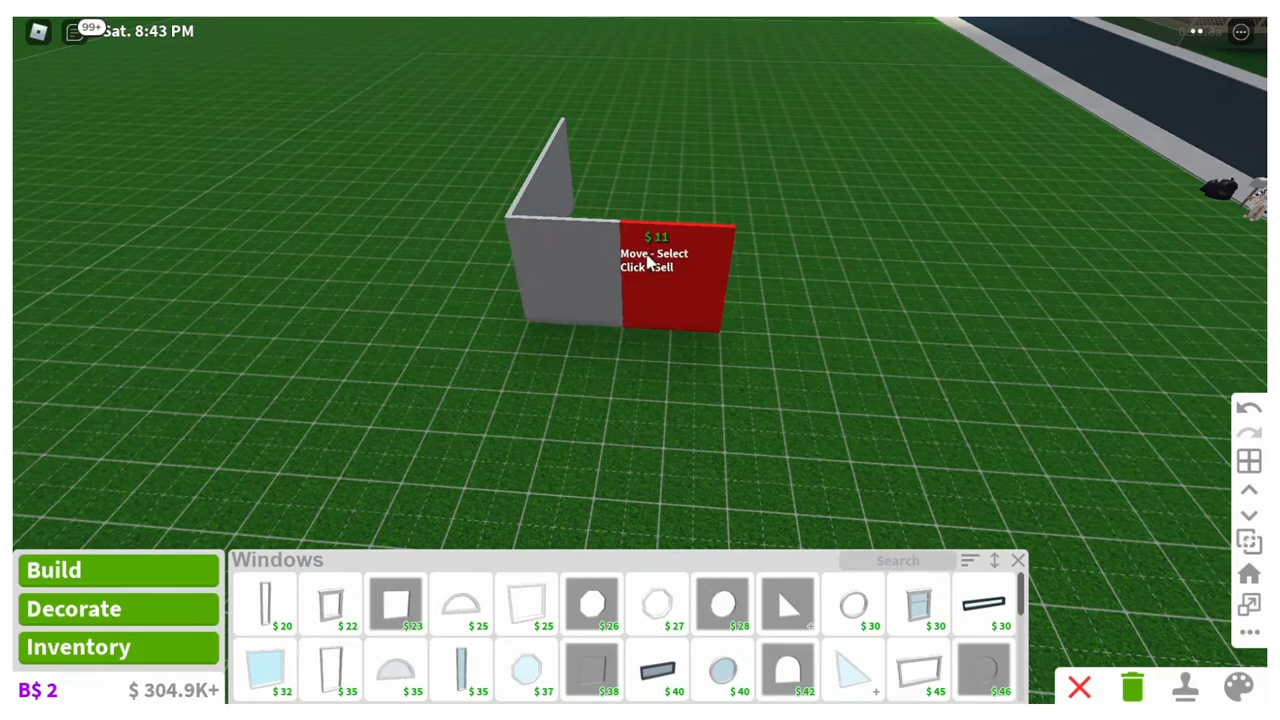 99+
Sat. 8:43 PM
$ 11
Move - Select
Click - Sell
Build
Decorate
Inventory
B$ 2
$ 304.9K+
Windows
Search
$ 20
$ 22
$ 23
$ 25
$ 25
$ 26
$ 27
$ 28
+
$ 30
$ 30
$ 30
$ 32
$ 35
$ 35
$ 35
$ 37
$ 38
$ 40
$ 40
$ 42
+
$ 45
$ 46